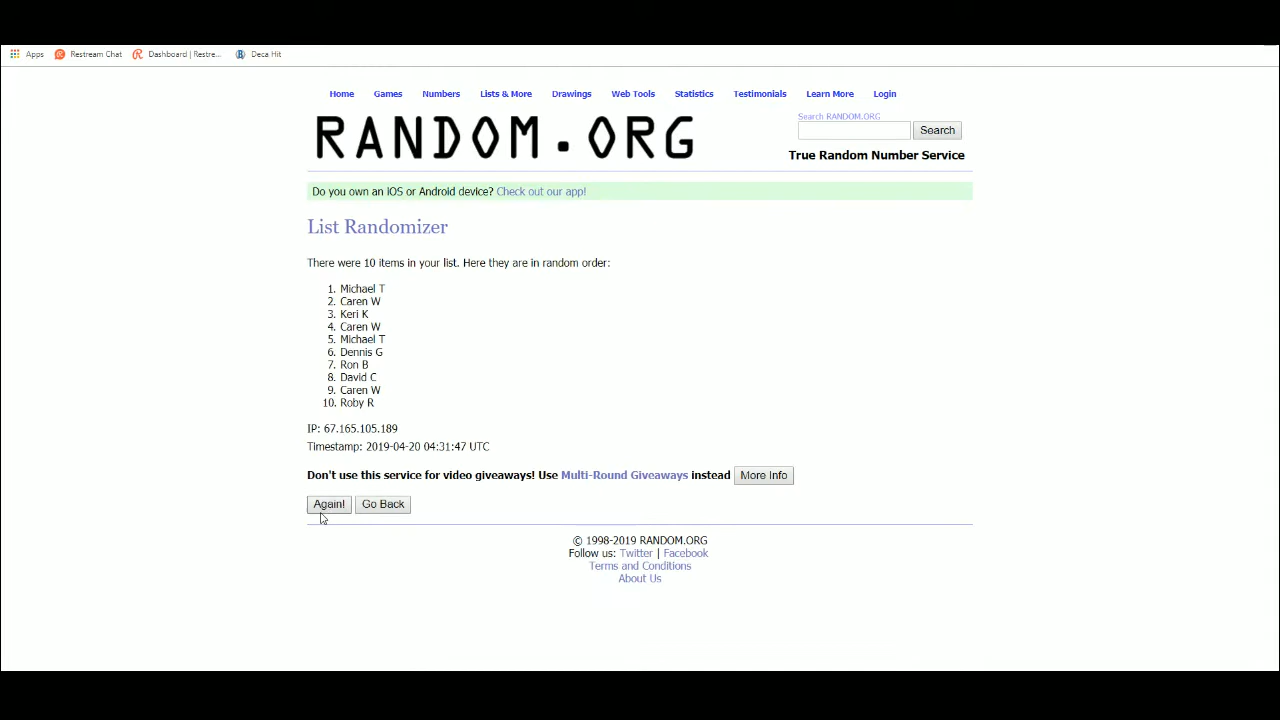 Apps Restream Chat Dashboard | Restre... Deca Hit
Home Games Numbers Lists & More Drawings Web Tools Statistics Testimonials Learn More Login
RANDOM.ORG
Search RANDOM.ORG
Search
True Random Number Service
Do you own an iOS or Android device? Check out our app!
List Randomizer
There were 10 items in your list. Here they are in random order:
1. Michael T
2. Caren W
3. Keri K
4. Caren W
5. Michael T
6. Dennis G
7. Ron B
8. David C
9. Caren W
10. Roby R
IP: 67.165.105.189
Timestamp: 2019-04-20 04:31:47 UTC
Don't use this service for video giveaways! Use Multi-Round Giveaways instead More Info
Again! Go Back
© 1998-2019 RANDOM.ORG
Follow us: Twitter | Facebook
Terms and Conditions
About Us